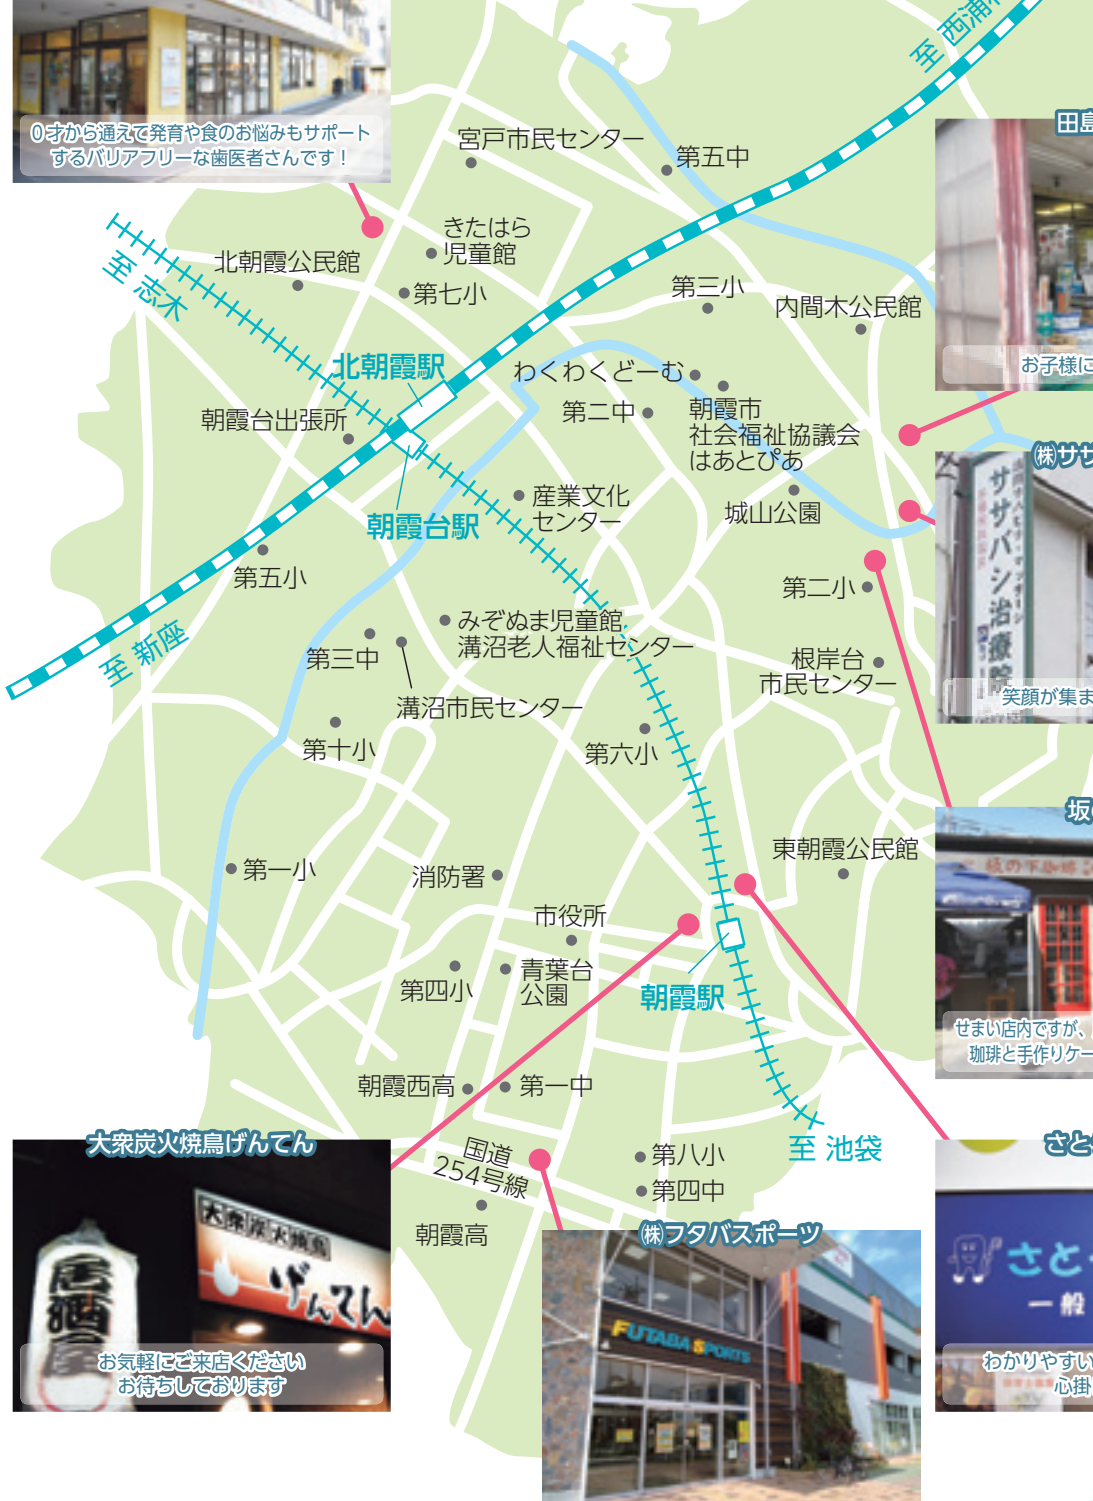 0才から通えて発育や食のお悩みもサポート
するバリアフリーな歯医者さんです！
至 西浦
宮戸市民センター
第五中
田島
きたはら
児童館
北朝霞公民館
至 志木
第七小
第三小
内間木公民館
お子様に
北朝霞駅
わくわくどーむ
朝霞台出張所
第二中
朝霞市
社会福祉協議会
はあとぴあ
㈱ササ
ササバシ治療院
産業文化
センター
城山公園
朝霞台駅
第五小
第二小
みぞぬま児童館
溝沼老人福祉センター
至 新座
第三中
根岸台
市民センター
笑顔が集ま
溝沼市民センター
第十小
第六小
坂の
坂の下珈琲
東朝霞公民館
第一小
消防署
市役所
青葉台
公園
第四小
朝霞駅
せまい店内ですが、
珈琲と手作りケー
朝霞西高
第一中
大衆炭火焼鳥げんてん
国道
254号線
第八小
至 池袋
第四中
さと
朝霞高
㈱フタバスポーツ
大衆炭火焼鳥
げんてん
居酒屋
FUTABA SPORTS
さと
一般
お気軽にご来店ください
お待ちしております
わかりやすい
心掛